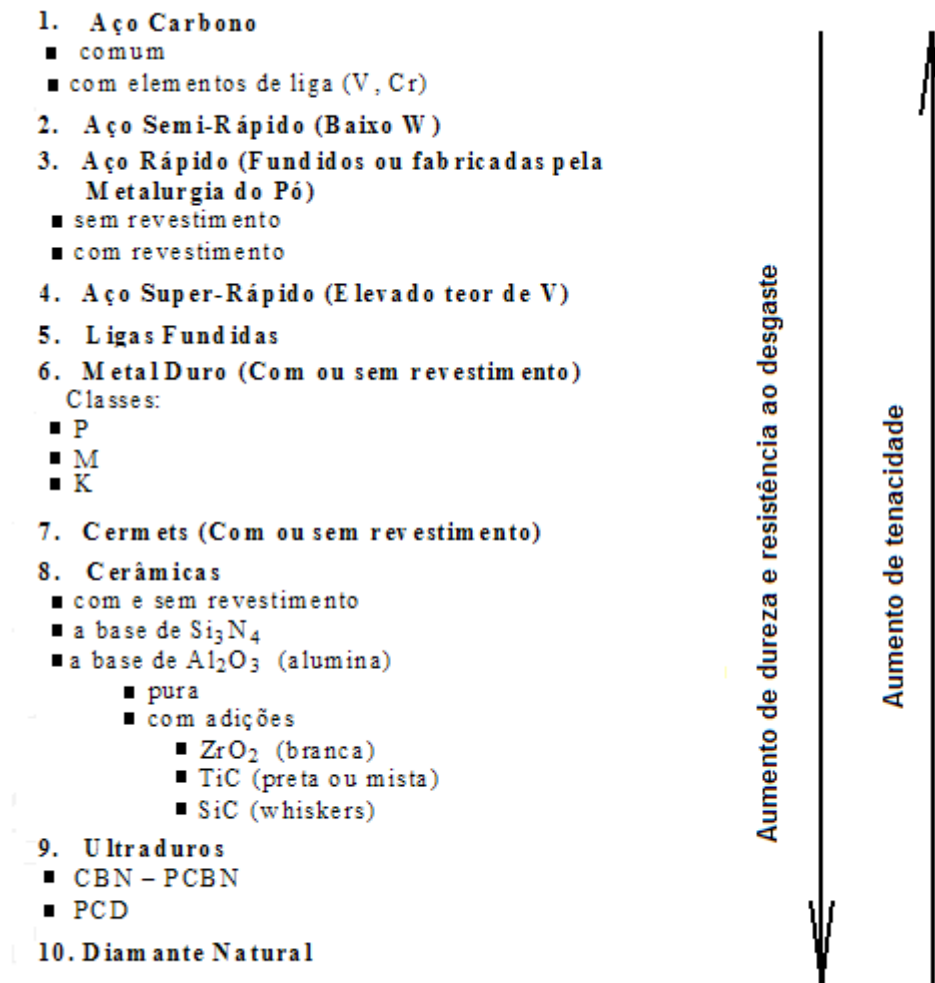 1. Aço Carbono
■ comum
■ com elementos de liga (V, Cr)
2. Aço Semi-Rápido (Baixo W)
3. Aço Rápido (Fundidos ou fabricadas pela
Metalurgia do Pó)
■ sem revestimento
■ com revestimento
4. Aço Super-Rápido (Elevado teor de V)
5. Ligas Fundidas
6. Metal Duro (Com ou sem revestimento)
Classes:
■ P
■ M
■ K
7. Cermets (Com ou sem revestimento)
8. Cerâmicas
■ com e sem revestimento
■ a base de Si₃N₄
■ a base de Al₂O₃ (alumina)
■ pura
■ com adições
■ ZrO₂ (branca)
■ TiC (preta ou mista)
■ SiC (whiskers)
9. Ultraduros
■ CBN – PCBN
■ PCD
10. Diamante Natural
Aumento de dureza e resistência ao desgaste
Aumento de tenacidade